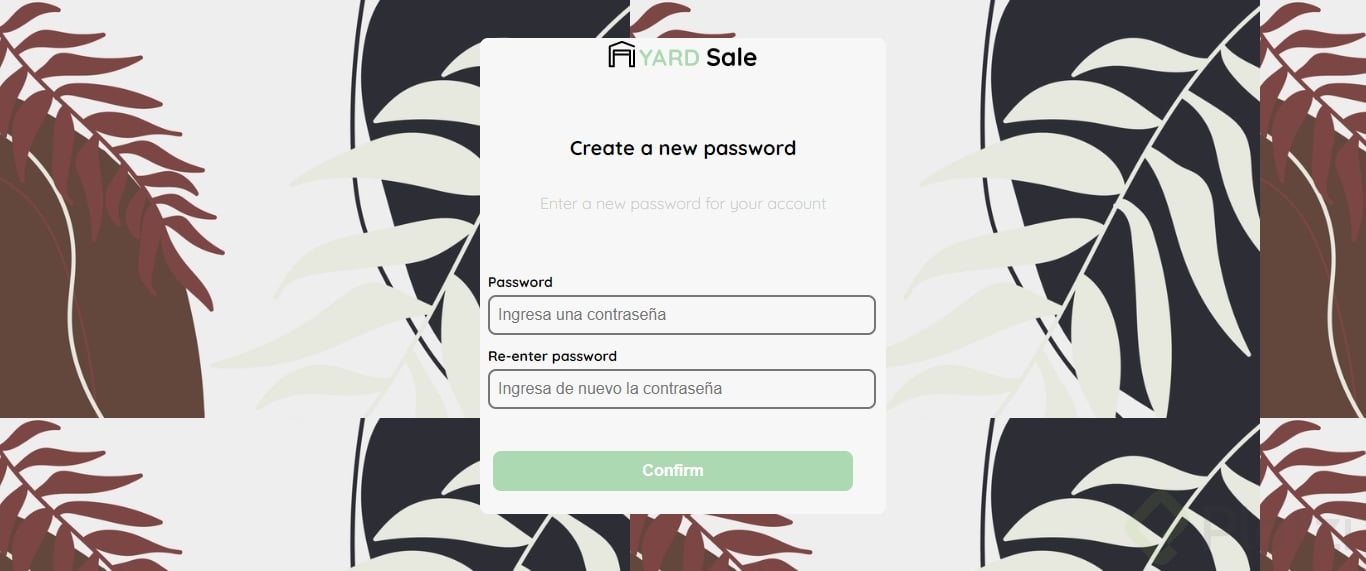 YARD Sale
Create a new password
Enter a new password for your account
Password
Ingresa una contraseña
Re-enter password
Ingresa de nuevo la contraseña
Confirm